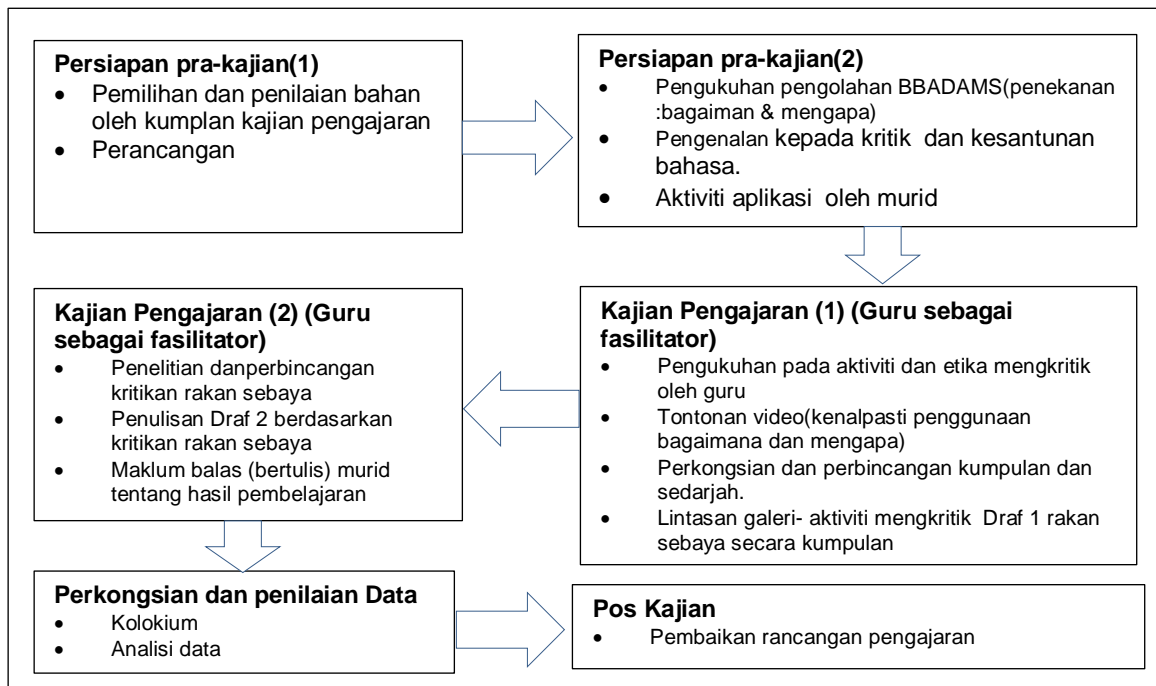 Persiapan pra-kajian(1)
• Pemilihan dan penilaian bahan
oleh kumplan kajian pengajaran
• Perancangan
Persiapan pra-kajian(2)
• Pengukuhan pengolahan BBADAMS(penekanan
:bagaiman & mengapa)
• Pengenalan kepada kritik dan kesantunan
bahasa.
• Aktiviti aplikasi oleh murid
Kajian Pengajaran (1) (Guru sebagai
fasilitator)
• Pengukuhan pada aktiviti dan etika mengkritik
oleh guru
• Tontonan video(kenalpasti penggunaan
bagaimana dan mengapa)
• Perkongsian dan perbincangan kumpulan dan
sedarjah.
• Lintasan galeri- aktiviti mengkritik Draf 1 rakan
sebaya secara kumpulan
Kajian Pengajaran (2) (Guru
sebagai fasilitator)
• Penelitian danperbincangan
kritikan rakan sebaya
• Penulisan Draf 2 berdasarkan
kritikan rakan sebaya
• Maklum balas (bertulis) murid
tentang hasil pembelajaran
Perkongsian dan penilaian Data
• Kolokium
• Analisi data
Pos Kajian
• Pembaikan rancangan pengajaran